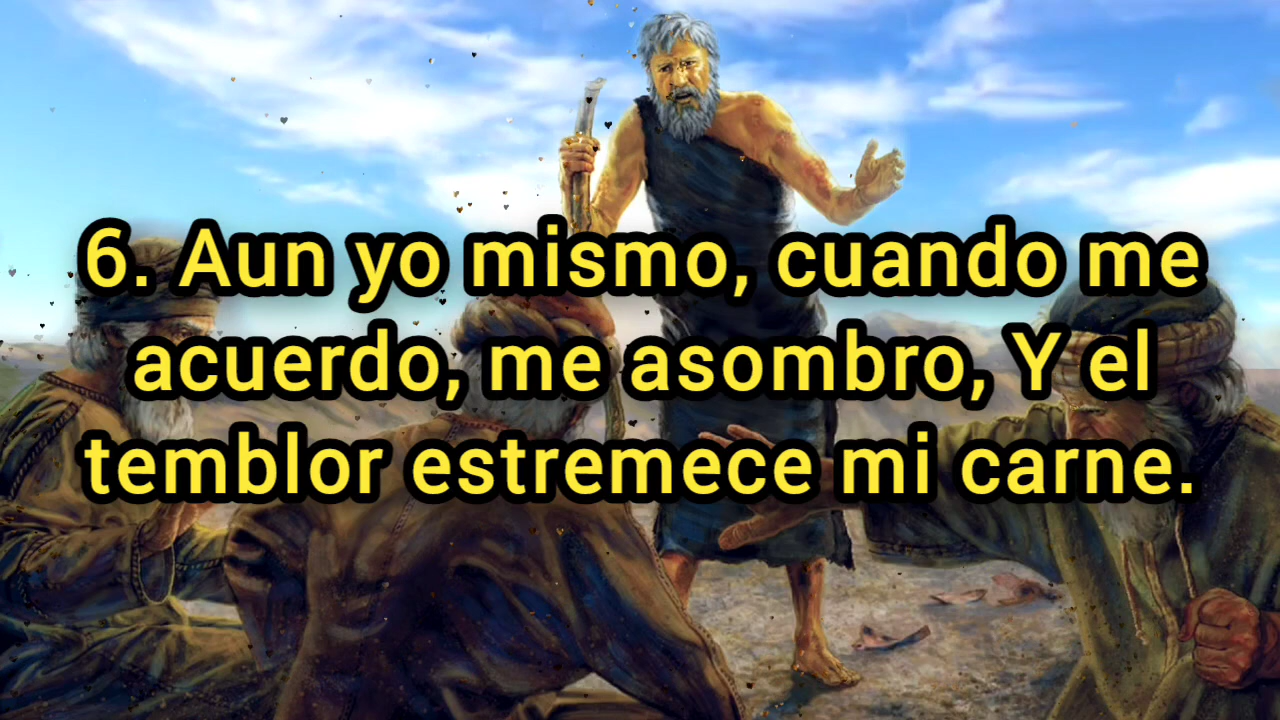 6. Aun yo mismo, cuando me
acuerdo, me asombro, Y el
temblor estremece mi carne.